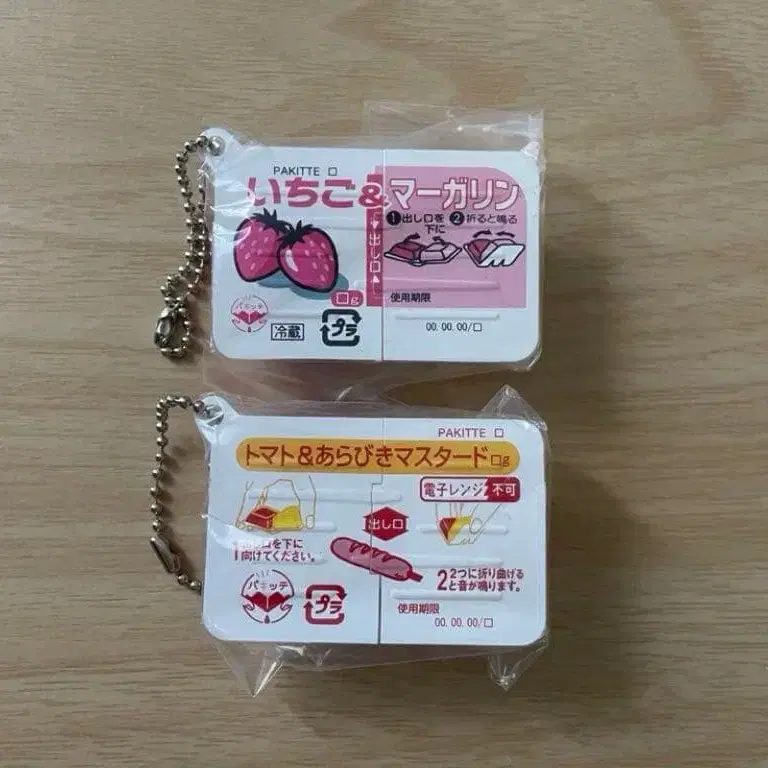 PAKITTE □
いちご&マーガリン
❶出し口を下に
❷折ると鳴る
▼出し口▲
□g
使用期限
パキッテ
冷蔵
プラ
00.00.00/□
PAKITTE □
トマト&あらびきマスタード□g
電子レンジ不可
出し口
1出し口を下に
向けてください。
2 2つに折り曲げる
と音が鳴ります。
パキッテ
プラ
使用期限
00.00.00/□